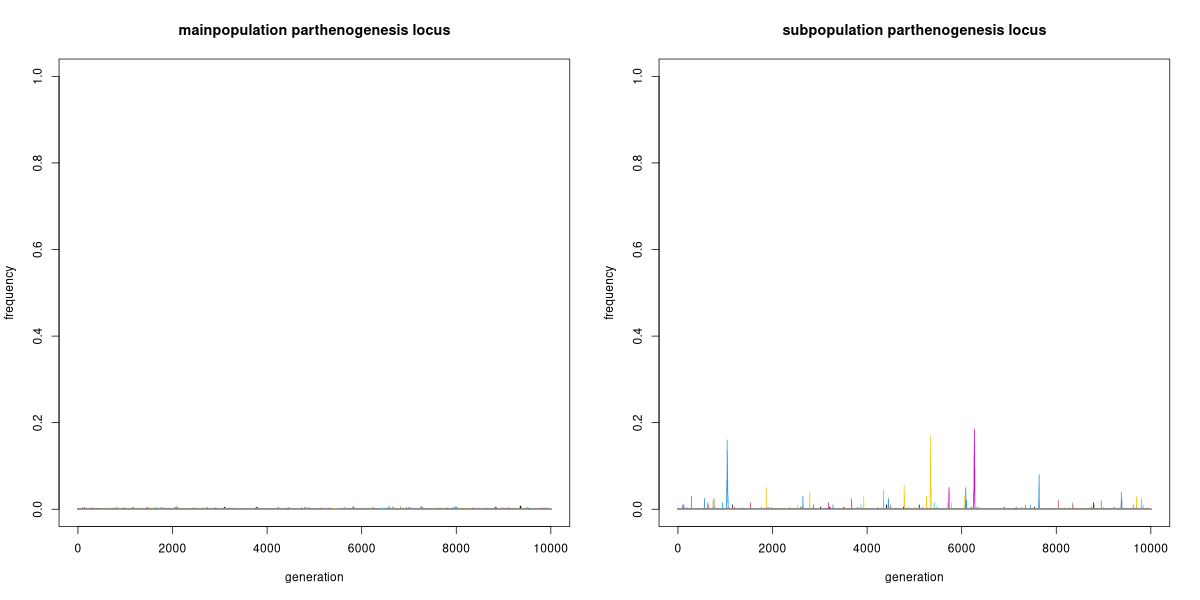 mainpopulation parthenogenesis locus
frequency
1.0
0.8
0.6
0.4
0.2
0.0
0 2000 4000 6000 8000 10000
generation
subpopulation parthenogenesis locus
frequency
1.0
0.8
0.6
0.4
0.2
0.0
0 2000 4000 6000 8000 10000
generation